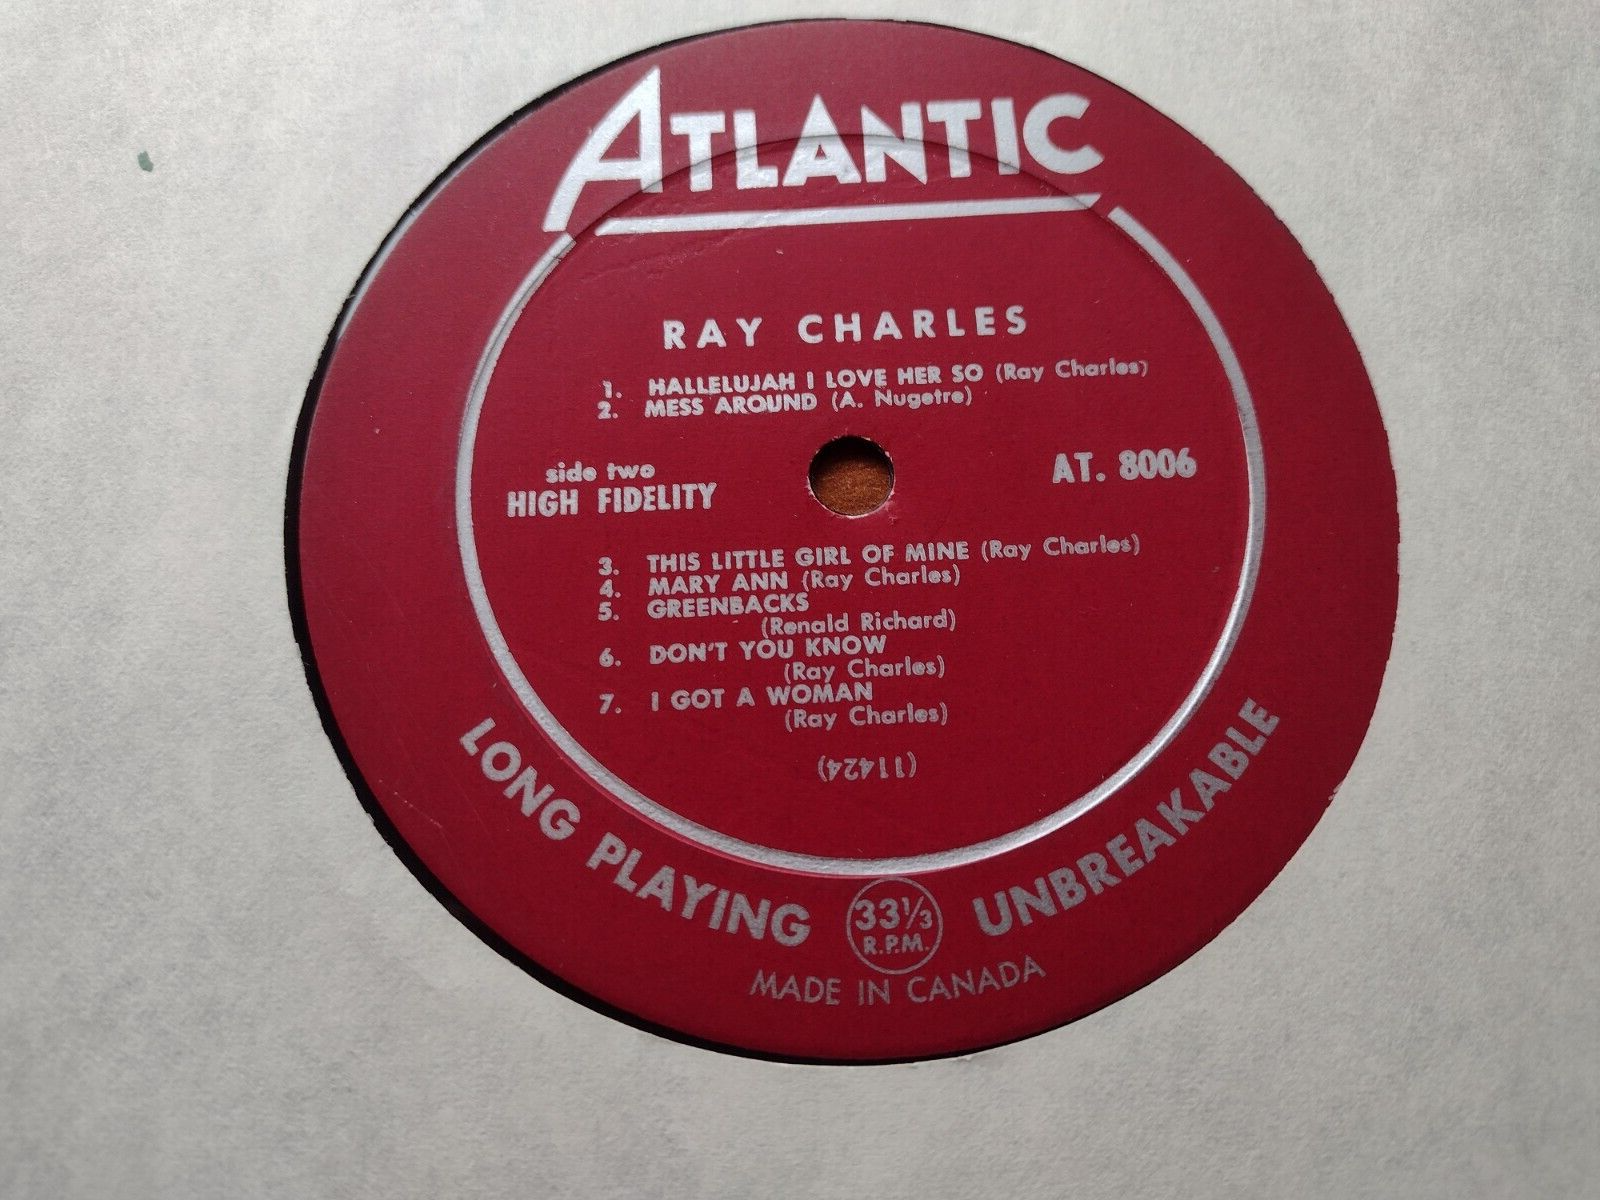 ATLANTIC
RAY CHARLES
1. HALLELUJAH I LOVE HER SO (Ray Charles)
2. MESS AROUND (A. Nugetre)
side two
HIGH FIDELITY
AT. 8006
3. THIS LITTLE GIRL OF MINE (Ray Charles)
4. MARY ANN (Ray Charles)
5. GREENBACKS
(Renald Richard)
6. DON'T YOU KNOW
(Ray Charles)
7. I GOT A WOMAN
(Ray Charles)
(11424)
LONG PLAYING 33⅓ R.P.M. UNBREAKABLE
MADE IN CANADA